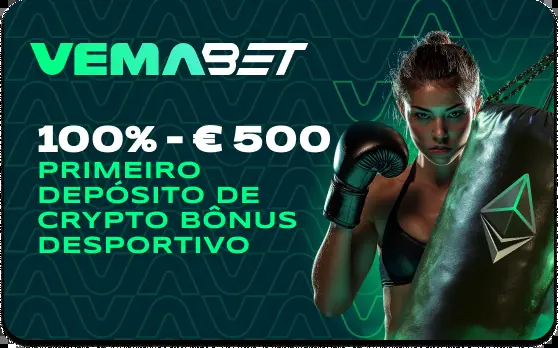 VEMABET
100% - € 500
PRIMEIRO
DEPÓSITO DE
CRYPTO BÔNUS
DESPORTIVO